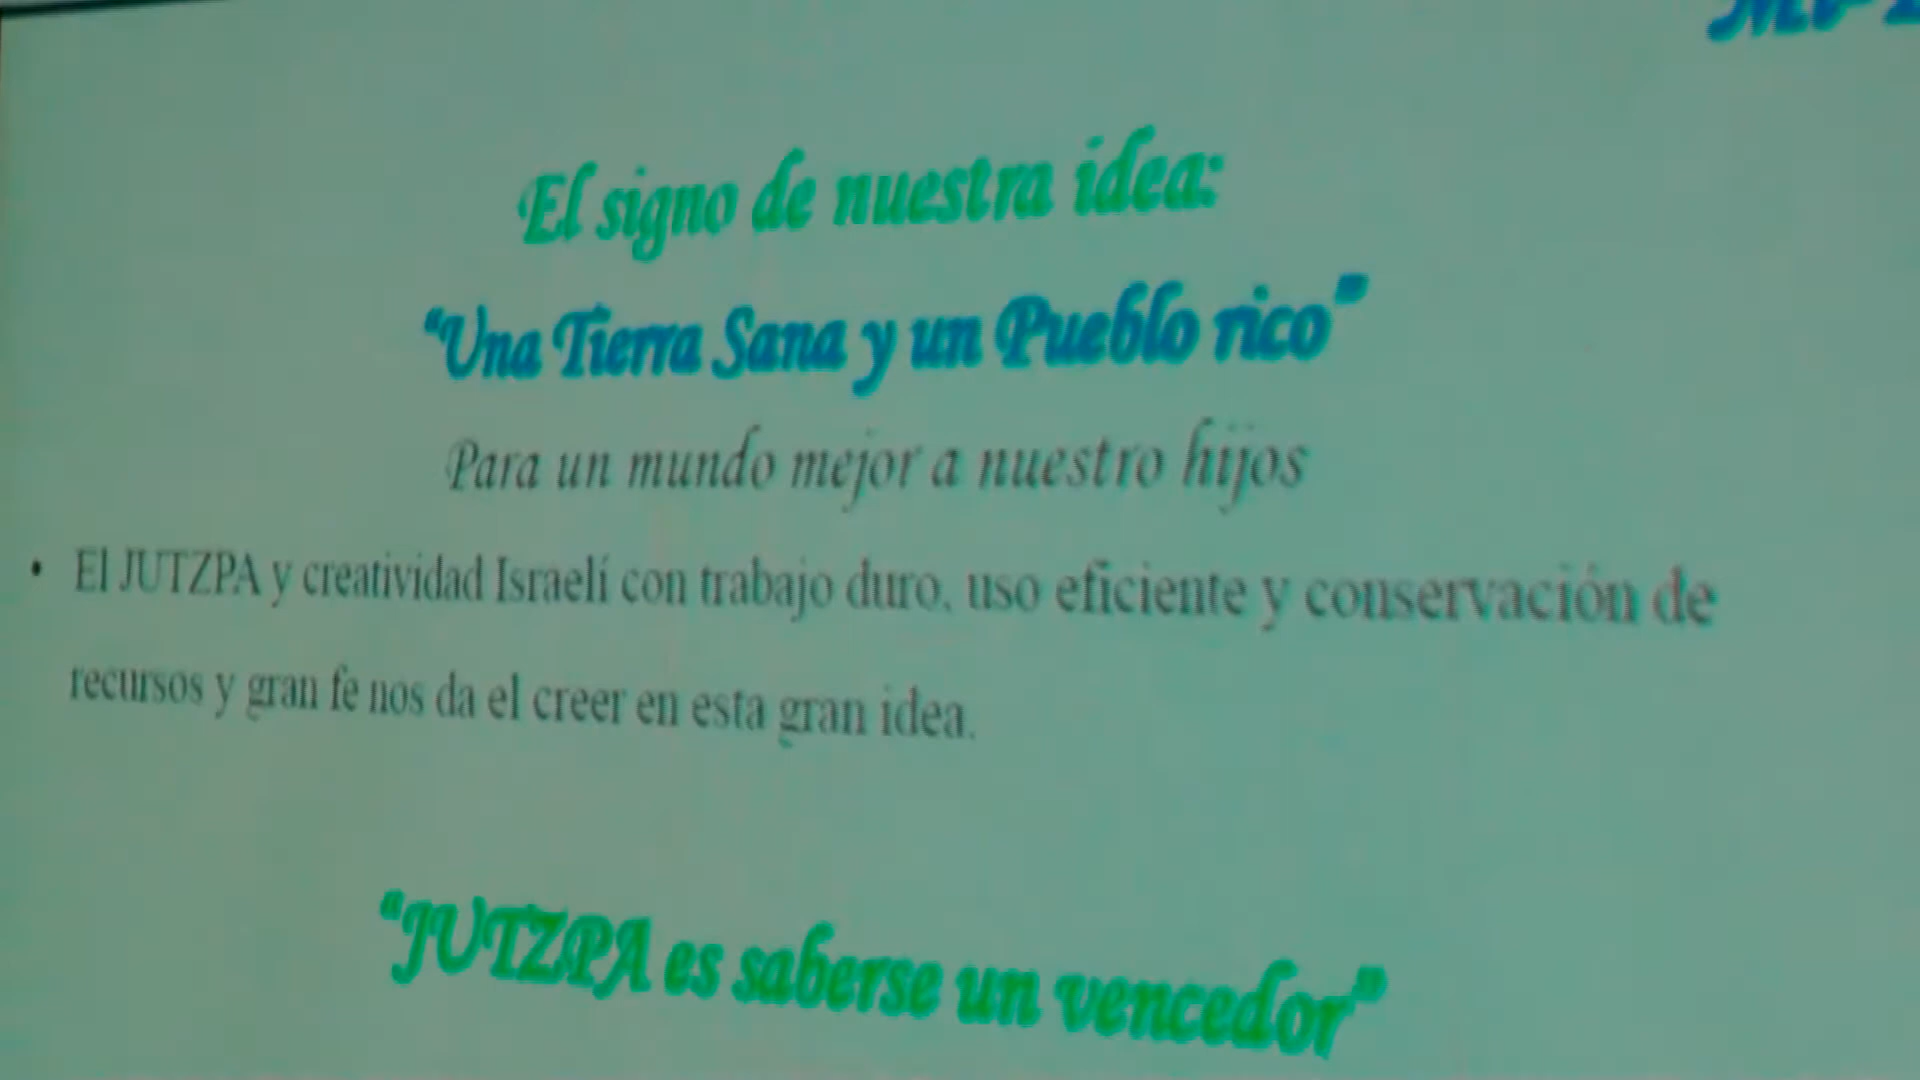 El signo de nuestra idea:
“Una Tierra Sana y un Pueblo rico”
Para un mundo mejor a nuestro hijos
• El JUTZPA y creatividad Israelí con trabajo duro, uso eficiente y conservación de
recursos y gran fe nos da el creer en esta gran idea.
“JUTZPA es saberse un vencedor”